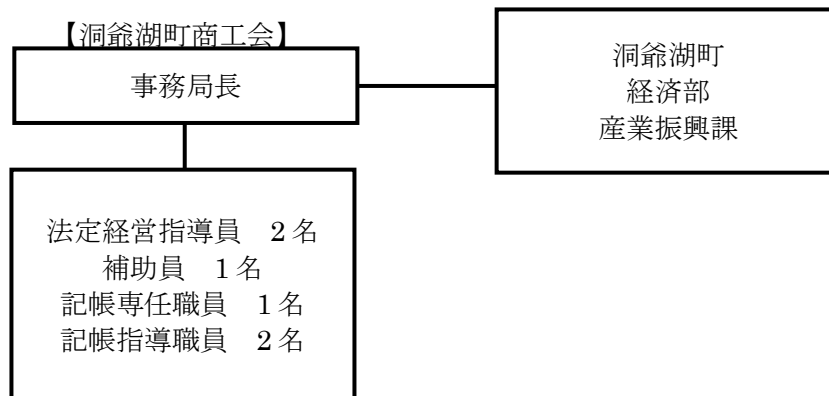 【洞爺湖町商工会】
事務局長
洞爺湖町
経済部
産業振興課
法定経営指導員　2名
補助員　1名
記帳専任職員　1名
記帳指導職員　2名